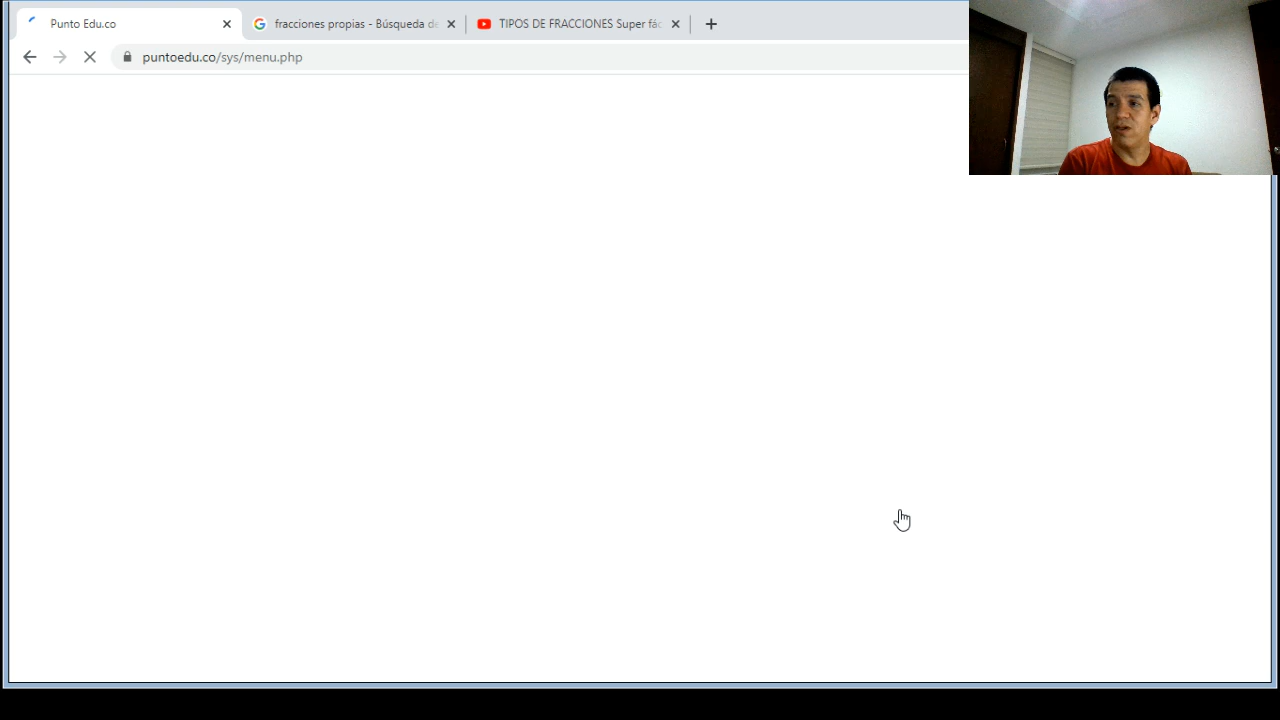 Punto Edu.co
fracciones propias - Búsqueda de
TIPOS DE FRACCIONES Super fác
puntoedu.co/sys/menu.php